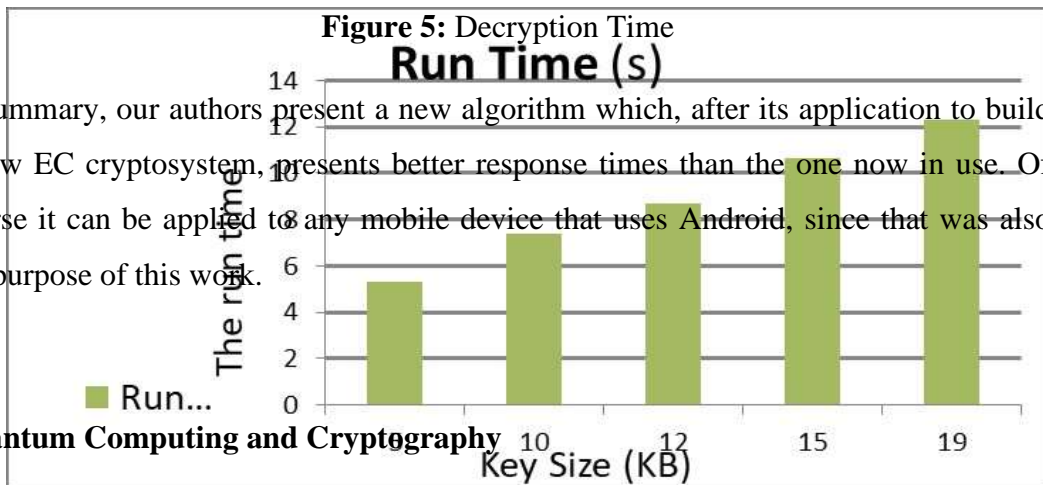 Figure 5: Decryption Time
Run Time (s)
14
ummary, our authors present a new algorithm which, after its application to build
12
w EC cryptosystem, presents better response times than the one now in use. Of
10
rse it can be applied to any mobile device that uses Android, since that was also
8
purpose of this work.
6
4
2
0
The run time
Run...
antum Computing and Cryptography
10 12 15 19
Key Size (KB)